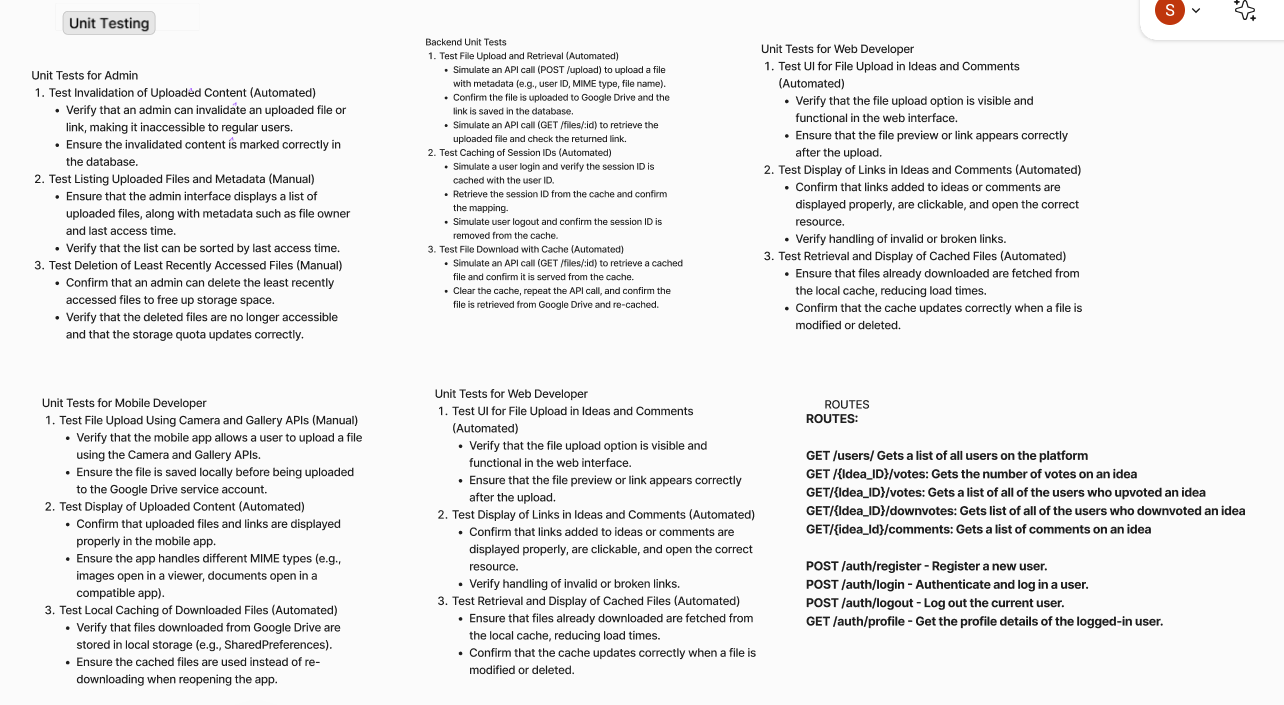 Unit Testing
S
Unit Tests for Admin
1. Test Invalidation of Uploaded Content (Automated)
• Verify that an admin can invalidate an uploaded file or
link, making it inaccessible to regular users.
• Ensure the invalidated content is marked correctly in
the database.
2. Test Listing Uploaded Files and Metadata (Manual)
• Ensure that the admin interface displays a list of
uploaded files, along with metadata such as file owner
and last access time.
• Verify that the list can be sorted by last access time.
3. Test Deletion of Least Recently Accessed Files (Manual)
• Confirm that an admin can delete the least recently
accessed files to free up storage space.
• Verify that the deleted files are no longer accessible
and that the storage quota updates correctly.
Backend Unit Tests
1. Test File Upload and Retrieval (Automated)
• Simulate an API call (POST /upload) to upload a file
with metadata (e.g., user ID, MIME type, file name).
• Confirm the file is uploaded to Google Drive and the
link is saved in the database.
• Simulate an API call (GET /files/:id) to retrieve the
uploaded file and check the returned link.
2. Test Caching of Session IDs (Automated)
• Simulate a user login and verify the session ID is
cached with the user ID.
• Retrieve the session ID from the cache and confirm
the mapping.
• Simulate user logout and confirm the session ID is
removed from the cache.
3. Test File Download with Cache (Automated)
• Simulate an API call (GET /files/:id) to retrieve a cached
file and confirm it is served from the cache.
• Clear the cache, repeat the API call, and confirm the
file is retrieved from Google Drive and re-cached.
Unit Tests for Web Developer
1. Test UI for File Upload in Ideas and Comments
(Automated)
• Verify that the file upload option is visible and
functional in the web interface.
• Ensure that the file preview or link appears correctly
after the upload.
2. Test Display of Links in Ideas and Comments (Automated)
• Confirm that links added to ideas or comments are
displayed properly, are clickable, and open the correct
resource.
• Verify handling of invalid or broken links.
3. Test Retrieval and Display of Cached Files (Automated)
• Ensure that files already downloaded are fetched from
the local cache, reducing load times.
• Confirm that the cache updates correctly when a file is
modified or deleted.
Unit Tests for Mobile Developer
1. Test File Upload Using Camera and Gallery APIs (Manual)
• Verify that the mobile app allows a user to upload a file
using the Camera and Gallery APIs.
• Ensure the file is saved locally before being uploaded
to the Google Drive service account.
2. Test Display of Uploaded Content (Automated)
• Confirm that uploaded files and links are displayed
properly in the mobile app.
• Ensure the app handles different MIME types (e.g.,
images open in a viewer, documents open in a
compatible app).
3. Test Local Caching of Downloaded Files (Automated)
• Verify that files downloaded from Google Drive are
stored in local storage (e.g., SharedPreferences).
• Ensure the cached files are used instead of re-
downloading when reopening the app.
Unit Tests for Web Developer
1. Test UI for File Upload in Ideas and Comments
(Automated)
• Verify that the file upload option is visible and
functional in the web interface.
• Ensure that the file preview or link appears correctly
after the upload.
2. Test Display of Links in Ideas and Comments (Automated)
• Confirm that links added to ideas or comments are
displayed properly, are clickable, and open the correct
resource.
• Verify handling of invalid or broken links.
3. Test Retrieval and Display of Cached Files (Automated)
• Ensure that files already downloaded are fetched from
the local cache, reducing load times.
• Confirm that the cache updates correctly when a file is
modified or deleted.
ROUTES
ROUTES:
GET /users/ Gets a list of all users on the platform
GET /{Idea_ID}/votes: Gets the number of votes on an idea
GET/{Idea_ID}/votes: Gets a list of all of the users who upvoted an idea
GET/{Idea_ID}/downvotes: Gets list of all of the users who downvoted an idea
GET/{idea_Id}/comments: Gets a list of comments on an idea
POST /auth/register - Register a new user.
POST /auth/login - Authenticate and log in a user.
POST /auth/logout - Log out the current user.
GET /auth/profile - Get the profile details of the logged-in user.